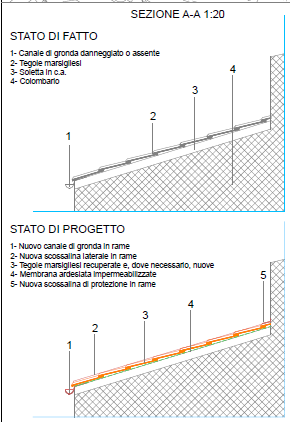 SEZIONE A-A 1:20
STATO DI FATTO
1- Canale di gronda danneggiato o assente
2- Tegole marsigliesi
3- Soletta in c.a.
4- Colombario
4
3
2
1
STATO DI PROGETTO
1- Nuovo canale di gronda in rame
2- Nuova scossalina laterale in rame
3- Tegole marsigliesi recuperate e, dove necessario, nuove
4- Membrana ardesiata impermeabilizzate
5- Nuova scossalina di protezione in rame
5
4
3
2
1